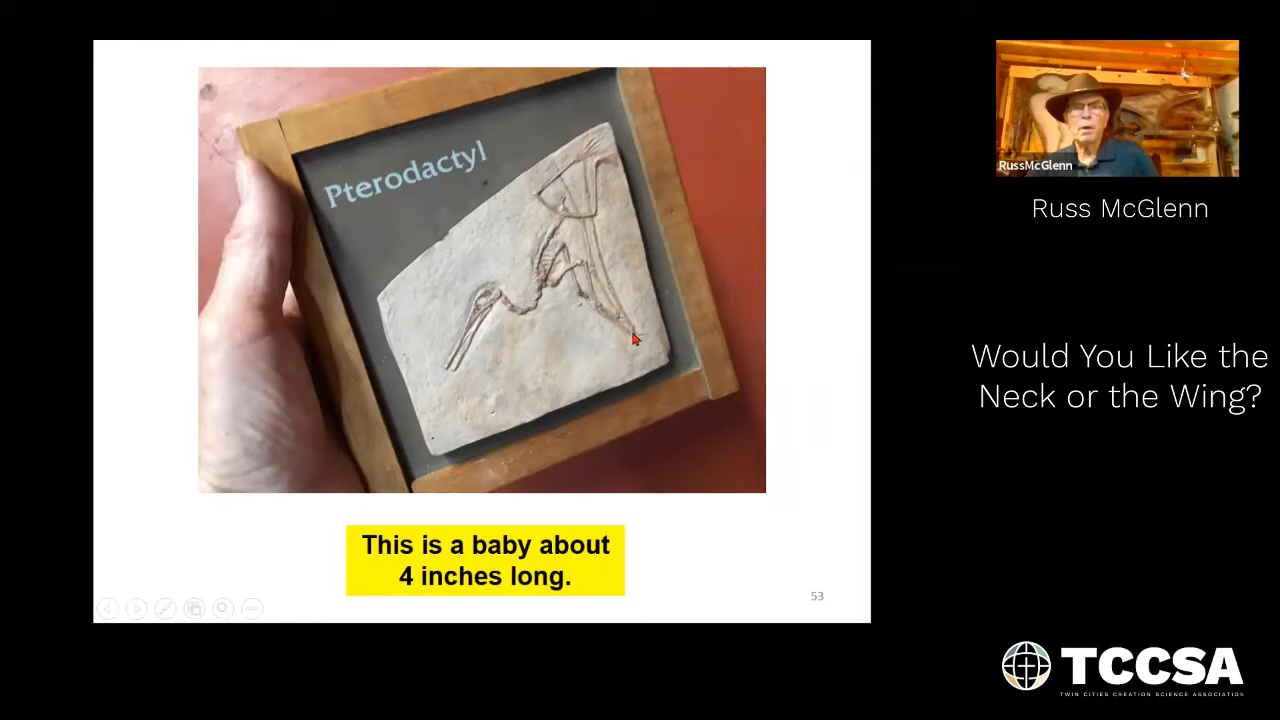 Pterodactyl
This is a baby about
4 inches long.
53
RussMcGlenn
Russ McGlenn
Would You Like the
Neck or the Wing?
TCCSA
TWIN CITIES CREATION SCIENCE ASSOCIATION